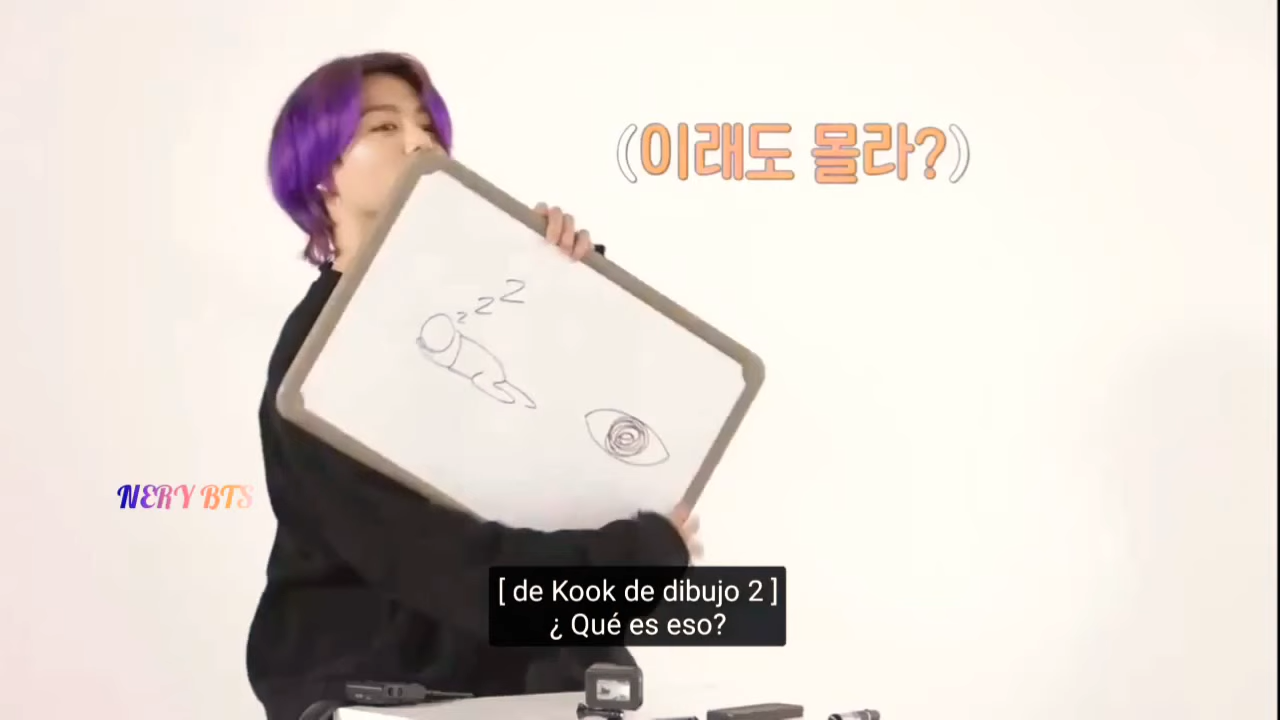 (이래도 몰라?)
z z z
NERY BTS
[ de Kook de dibujo 2 ]
¿ Qué es eso?